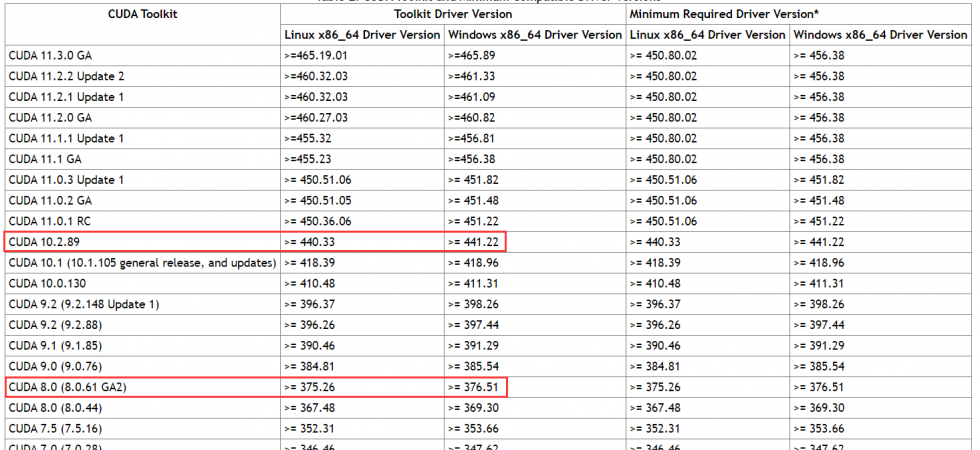 CUDA Toolkit Toolkit Driver Version Minimum Required Driver Version*
Linux x86_64 Driver Version Windows x86_64 Driver Version Linux x86_64 Driver Version Windows x86_64 Driver Version
CUDA 11.3.0 GA >=465.19.01 >=465.89 >= 450.80.02 >= 456.38
CUDA 11.2.2 Update 2 >=460.32.03 >=461.33 >= 450.80.02 >= 456.38
CUDA 11.2.1 Update 1 >=460.32.03 >=461.09 >= 450.80.02 >= 456.38
CUDA 11.2.0 GA >=460.27.03 >=460.82 >= 450.80.02 >= 456.38
CUDA 11.1.1 Update 1 >=455.32 >=456.81 >= 450.80.02 >= 456.38
CUDA 11.1 GA >=455.23 >=456.38 >= 450.80.02 >= 456.38
CUDA 11.0.3 Update 1 >= 450.51.06 >= 451.82 >= 450.51.06 >= 451.82
CUDA 11.0.2 GA >= 450.51.05 >= 451.48 >= 450.51.06 >= 451.48
CUDA 11.0.1 RC >= 450.36.06 >= 451.22 >= 450.51.06 >= 451.22
CUDA 10.2.89 >= 440.33 >= 441.22 >= 440.33 >= 441.22
CUDA 10.1 (10.1.105 general release, and updates) >= 418.39 >= 418.96 >= 418.39 >= 418.96
CUDA 10.0.130 >= 410.48 >= 411.31 >= 410.48 >= 411.31
CUDA 9.2 (9.2.148 Update 1) >= 396.37 >= 398.26 >= 396.37 >= 398.26
CUDA 9.2 (9.2.88) >= 396.26 >= 397.44 >= 396.26 >= 397.44
CUDA 9.1 (9.1.85) >= 390.46 >= 391.29 >= 390.46 >= 391.29
CUDA 9.0 (9.0.76) >= 384.81 >= 385.54 >= 384.81 >= 385.54
CUDA 8.0 (8.0.61 GA2) >= 375.26 >= 376.51 >= 375.26 >= 376.51
CUDA 8.0 (8.0.44) >= 367.48 >= 369.30 >= 367.48 >= 369.30
CUDA 7.5 (7.5.16) >= 352.31 >= 353.66 >= 352.31 >= 353.66
CUDA 7.0 (7.0.28) >= 346.46 >= 347.62 >= 346.46 >= 347.62